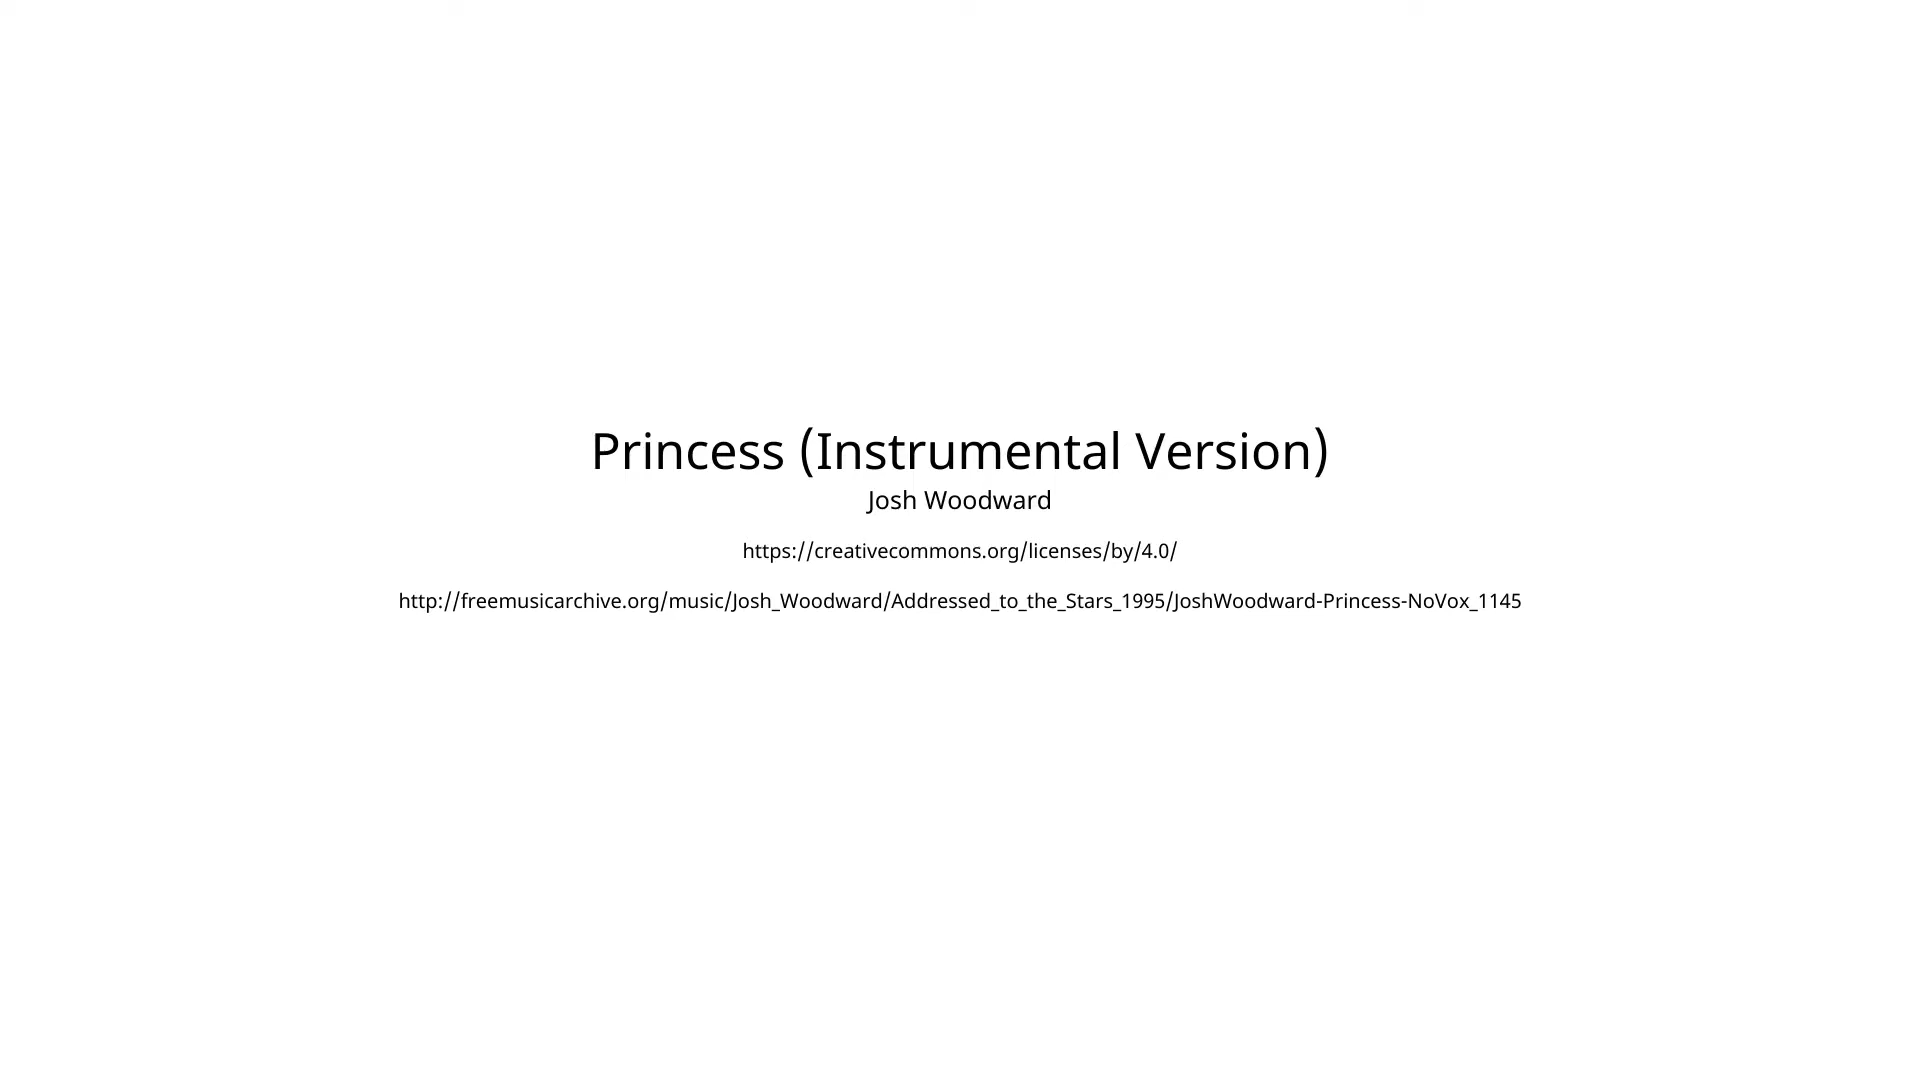 Princess (Instrumental Version)
Josh Woodward
https://creativecommons.org/licenses/by/4.0/
http://freemusicarchive.org/music/Josh_Woodward/Addressed_to_the_Stars_1995/JoshWoodward-Princess-NoVox_1145